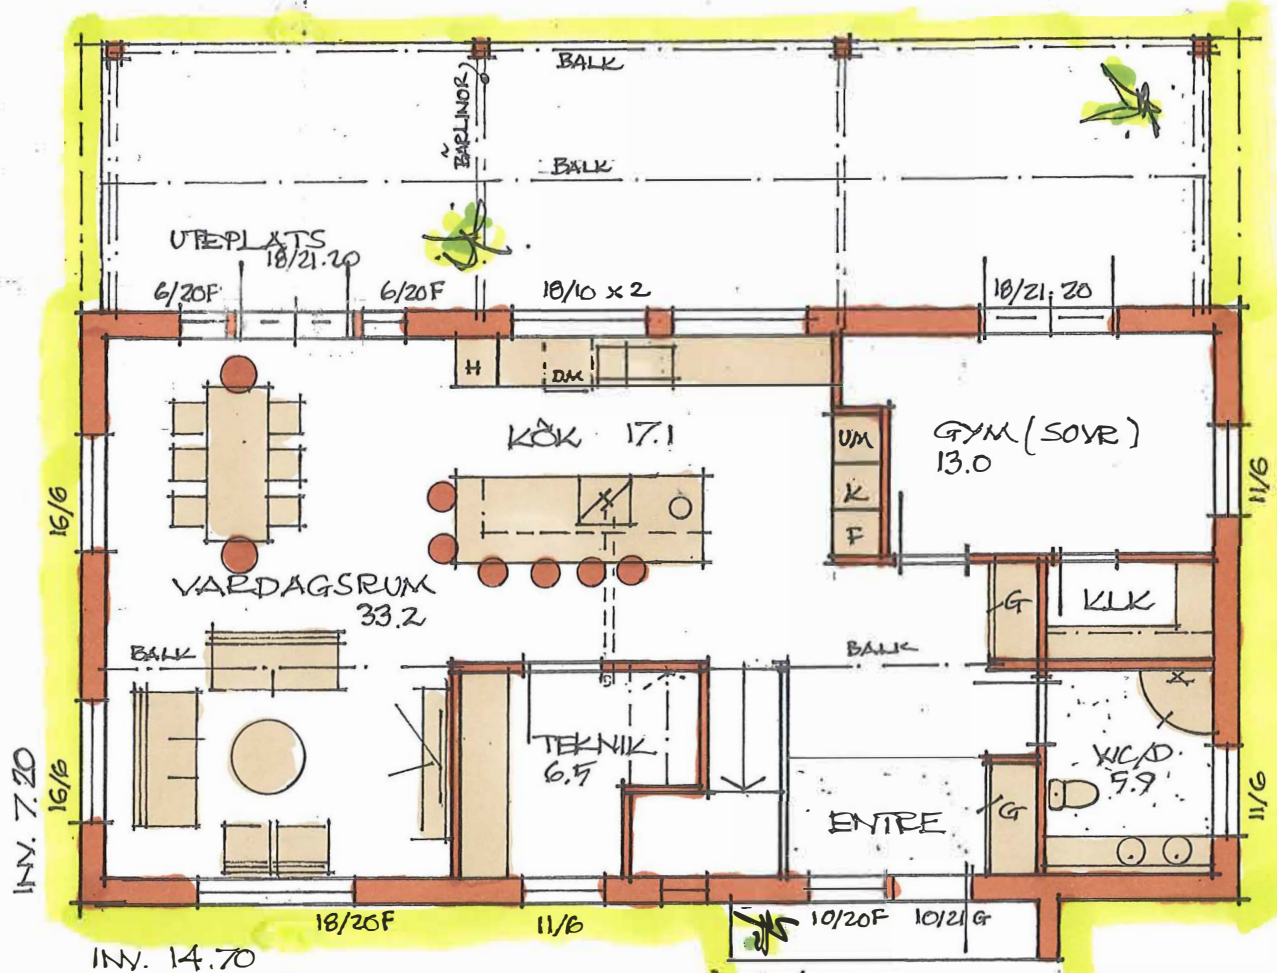 BALK
BÄRLINOR
BALK
UTEPLATS
18/21.20
6/20F
6/20F
18/10 x 2
18/21.20
H
DM
KÖK 17.1
UM
K
F
GYM (SOVR)
13.0
16/6
11/6
VARDAGSRUM
33.2
G
KLK
BALK
BALK
TEKNIK
6.5
WC/D
5.9
16/6
11/6
INV. 7.20
ENTRE
G
18/20F
11/6
10/20F
10/21G
INV. 14.70